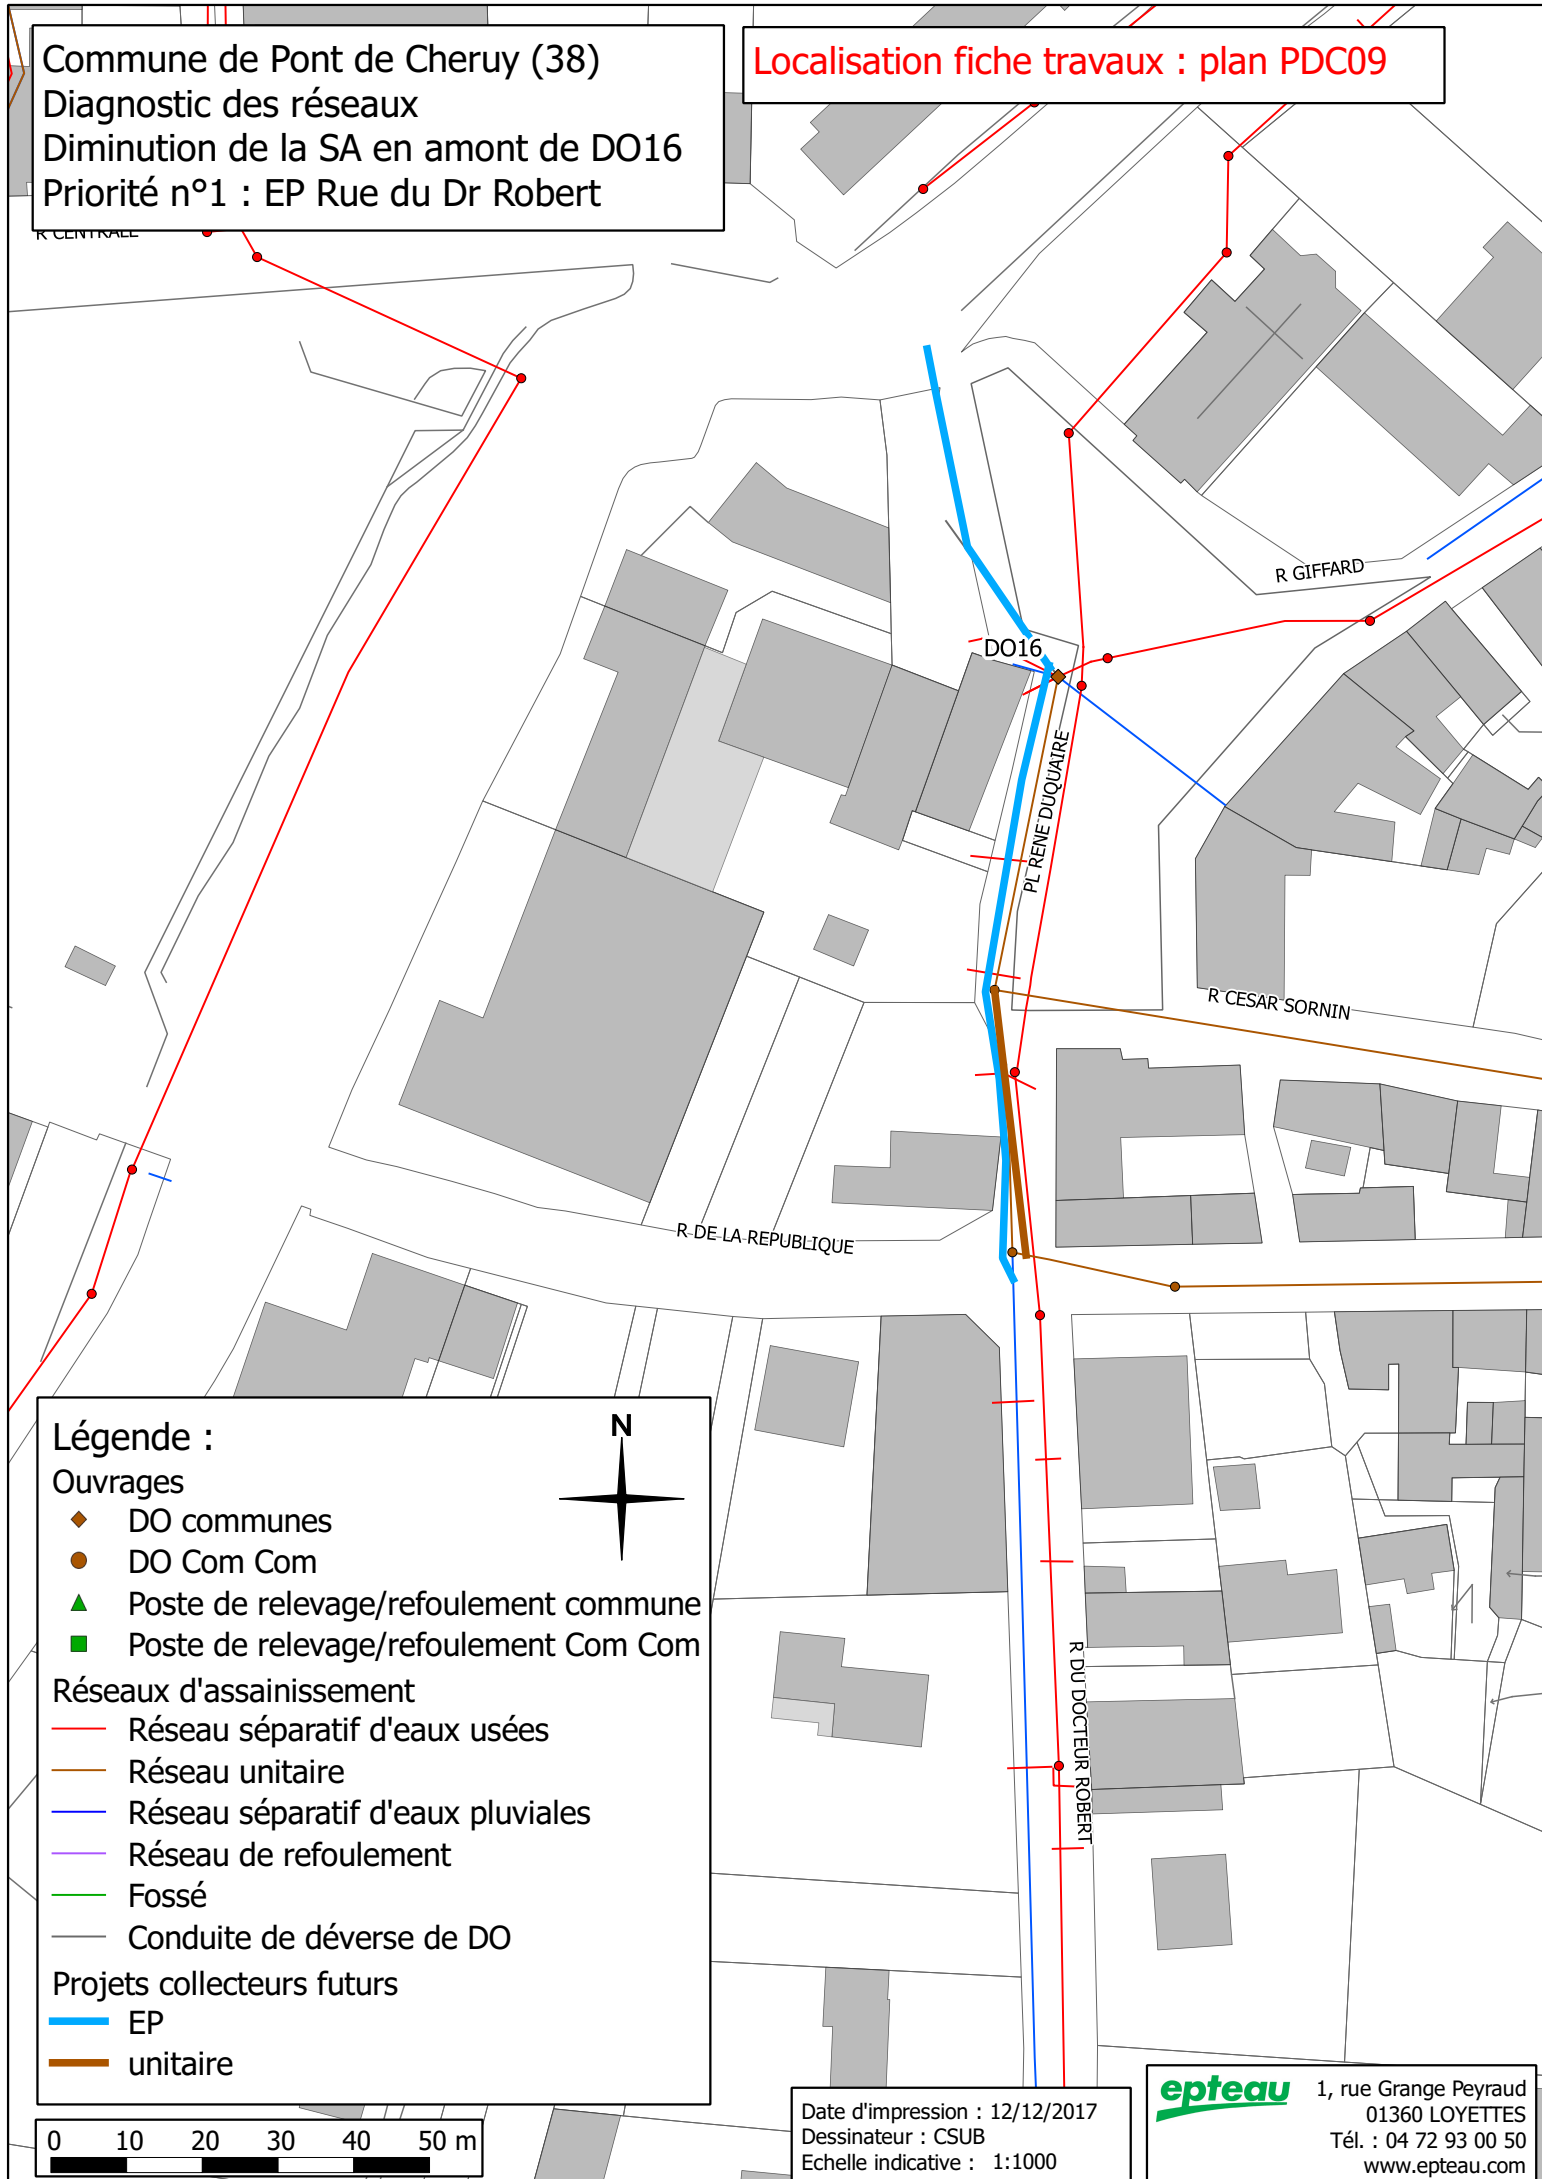 Commune de Pont de Cheruy (38)
Diagnostic des réseaux
Diminution de la SA en amont de DO16
Priorité n°1 : EP Rue du Dr Robert
Localisation fiche travaux : plan PDC09
R CENTRALE
R GIFFARD
DO16
PL RENE DUQUAIRE
R CESAR SORNIN
R DE LA REPUBLIQUE
R DU DOCTEUR ROBERT
Légende :
N
Ouvrages
DO communes
DO Com Com
Poste de relevage/refoulement commune
Poste de relevage/refoulement Com Com
Réseaux d'assainissement
Réseau séparatif d'eaux usées
Réseau unitaire
Réseau séparatif d'eaux pluviales
Réseau de refoulement
Fossé
Conduite de déverse de DO
Projets collecteurs futurs
EP
unitaire
0 10 20 30 40 50 m
Date d'impression : 12/12/2017
Dessinateur : CSUB
Echelle indicative : 1:1000
epteau
1, rue Grange Peyraud
01360 LOYETTES
Tél. : 04 72 93 00 50
www.epteau.com